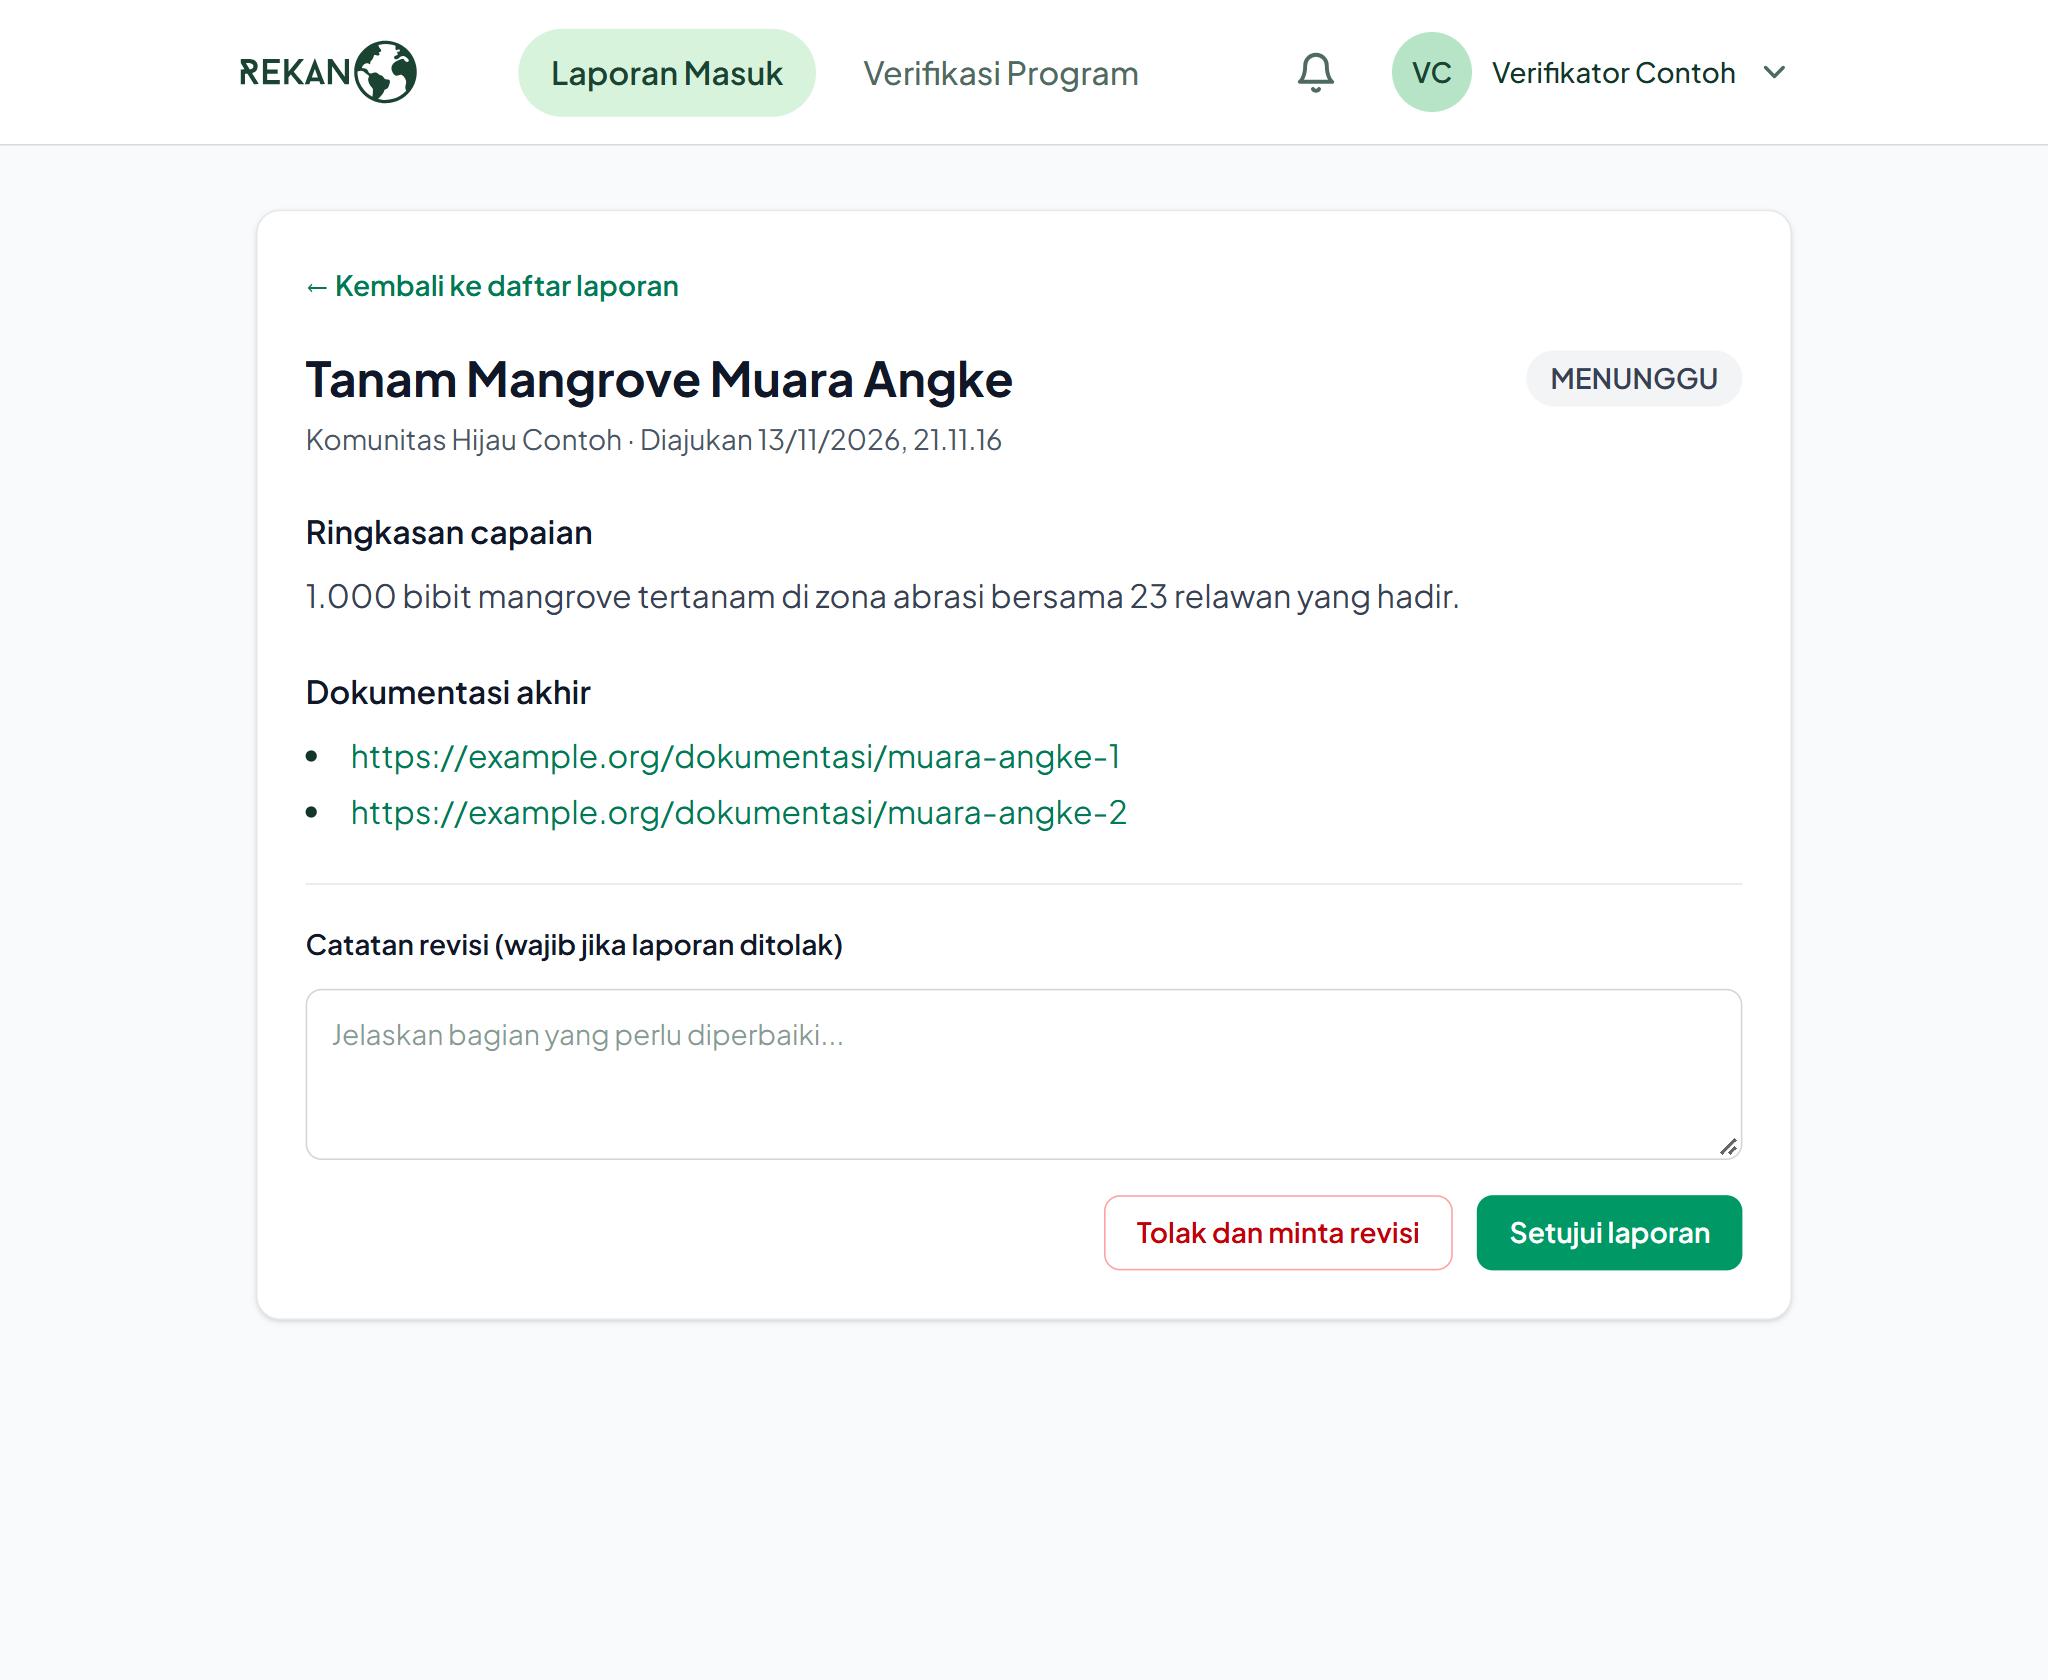 REKAN
Laporan Masuk
Verifikasi Program
VC
Verifikator Contoh
← Kembali ke daftar laporan
Tanam Mangrove Muara Angke
MENUNGGU
Komunitas Hijau Contoh · Diajukan 13/11/2026, 21.11.16
Ringkasan capaian
1.000 bibit mangrove tertanam di zona abrasi bersama 23 relawan yang hadir.
Dokumentasi akhir
• https://example.org/dokumentasi/muara-angke-1
• https://example.org/dokumentasi/muara-angke-2
Catatan revisi (wajib jika laporan ditolak)
Jelaskan bagian yang perlu diperbaiki...
Tolak dan minta revisi
Setujui laporan